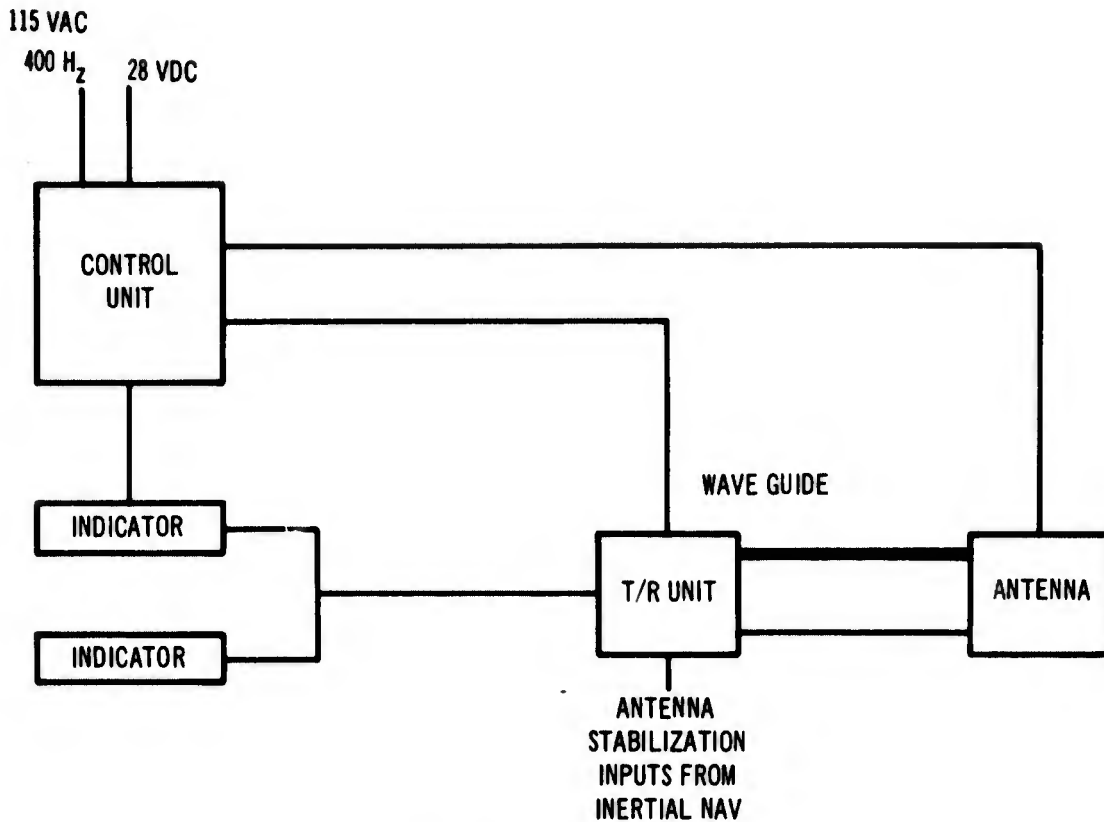 115 VAC
400 Hz
28 VDC
CONTROL
UNIT
WAVE GUIDE
INDICATOR
T/R UNIT
ANTENNA
INDICATOR
ANTENNA
STABILIZATION
INPUTS FROM
INERTIAL NAV